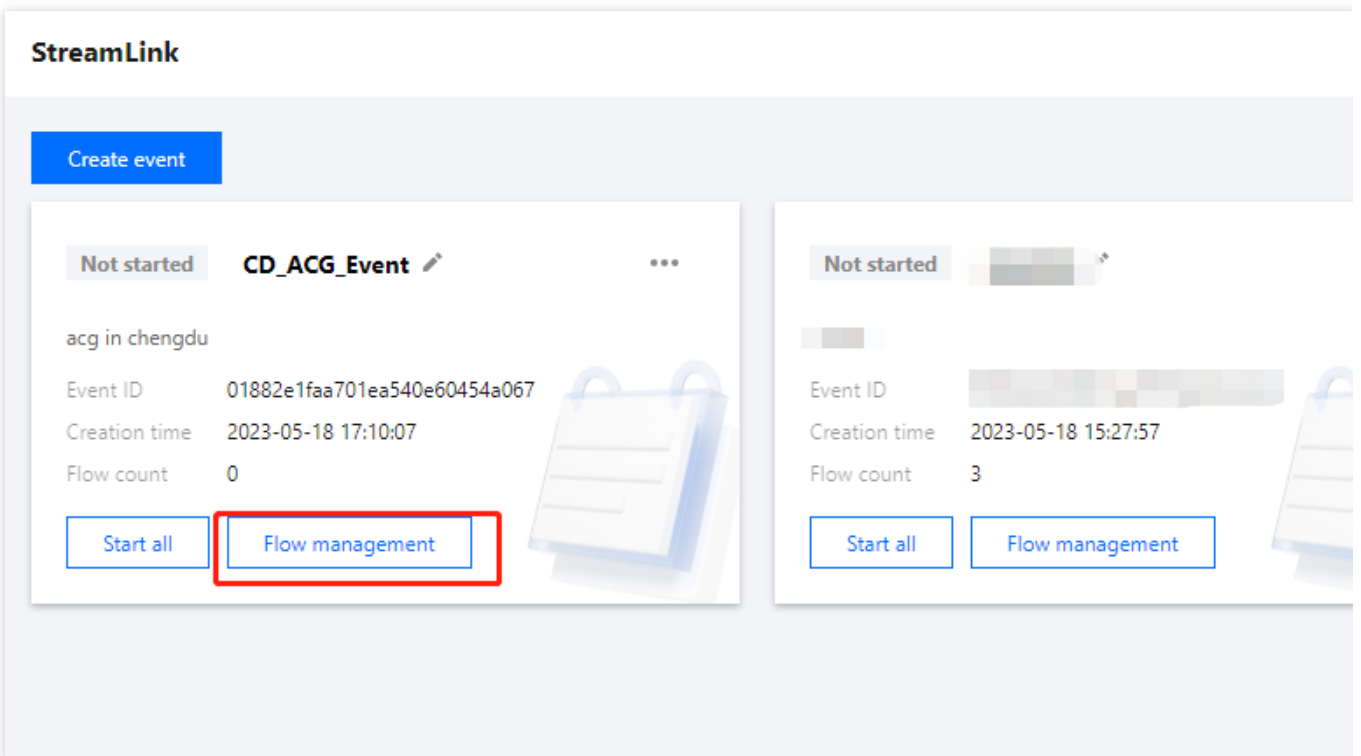 StreamLink
Create event
Not started CD_ACG_Event
acg in chengdu
Event ID 01882e1faa701ea540e60454a067
Creation time 2023-05-18 17:10:07
Flow count 0
Start all Flow management
Not started
Event ID
Creation time 2023-05-18 15:27:57
Flow count 3
Start all Flow management